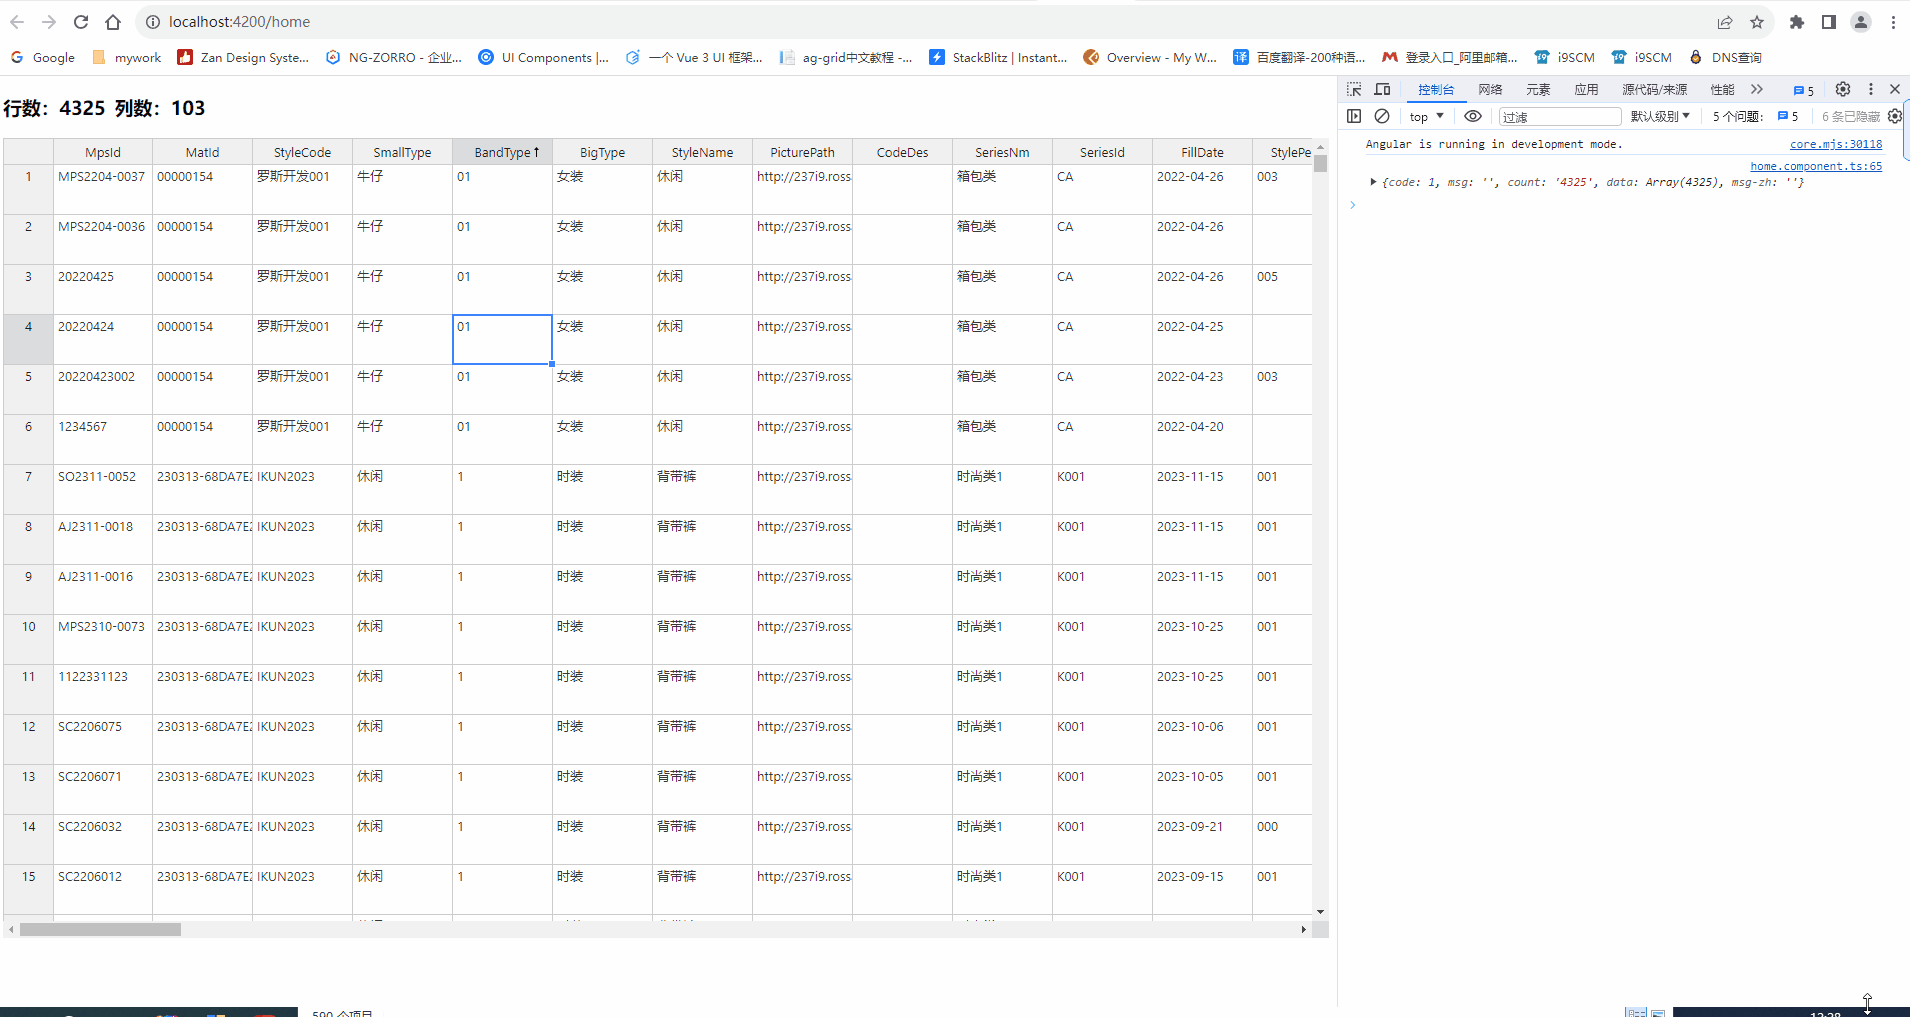 localhost:4200/home
Google mywork Zan Design Syste... NG-ZORRO - 企业... UI Components |... 一个 Vue 3 UI 框架... ag-grid中文教程 -... StackBlitz | Instant... Overview - My W... 百度翻译-200种语... 登录入口_阿里邮箱... i9SCM i9SCM DNS查询
行数：4325 列数：103
MpsId MatId StyleCode SmallType BandType↑ BigType StyleName PicturePath CodeDes SeriesNm SeriesId FillDate StylePe
1 MPS2204-0037 00000154 罗斯开发001 牛仔 01 女装 休闲 http://237i9.ross 箱包类 CA 2022-04-26 003
2 MPS2204-0036 00000154 罗斯开发001 牛仔 01 女装 休闲 http://237i9.ross 箱包类 CA 2022-04-26
3 20220425 00000154 罗斯开发001 牛仔 01 女装 休闲 http://237i9.ross 箱包类 CA 2022-04-26 005
4 20220424 00000154 罗斯开发001 牛仔 01 女装 休闲 http://237i9.ross 箱包类 CA 2022-04-25
5 20220423002 00000154 罗斯开发001 牛仔 01 女装 休闲 http://237i9.ross 箱包类 CA 2022-04-23 003
6 1234567 00000154 罗斯开发001 牛仔 01 女装 休闲 http://237i9.ross 箱包类 CA 2022-04-20
7 SO2311-0052 230313-68DA7E2 IKUN2023 休闲 1 时装 背带裤 http://237i9.ross 时尚类1 K001 2023-11-15 001
8 AJ2311-0018 230313-68DA7E2 IKUN2023 休闲 1 时装 背带裤 http://237i9.ross 时尚类1 K001 2023-11-15 001
9 AJ2311-0016 230313-68DA7E2 IKUN2023 休闲 1 时装 背带裤 http://237i9.ross 时尚类1 K001 2023-11-15 001
10 MPS2310-0073 230313-68DA7E2 IKUN2023 休闲 1 时装 背带裤 http://237i9.ross 时尚类1 K001 2023-10-25 001
11 1122331123 230313-68DA7E2 IKUN2023 休闲 1 时装 背带裤 http://237i9.ross 时尚类1 K001 2023-10-25 001
12 SC2206075 230313-68DA7E2 IKUN2023 休闲 1 时装 背带裤 http://237i9.ross 时尚类1 K001 2023-10-06 001
13 SC2206071 230313-68DA7E2 IKUN2023 休闲 1 时装 背带裤 http://237i9.ross 时尚类1 K001 2023-10-05 001
14 SC2206032 230313-68DA7E2 IKUN2023 休闲 1 时装 背带裤 http://237i9.ross 时尚类1 K001 2023-09-21 000
15 SC2206012 230313-68DA7E2 IKUN2023 休闲 1 时装 背带裤 http://237i9.ross 时尚类1 K001 2023-09-15 001
控制台 网络 元素 应用 源代码/来源 性能 5
top 过滤 默认级别 5 个问题: 5 6 条已隐藏
Angular is running in development mode. core.mjs:30118
home.component.ts:65
{code: 1, msg: '', count: '4325', data: Array(4325), msg-zh: ''}